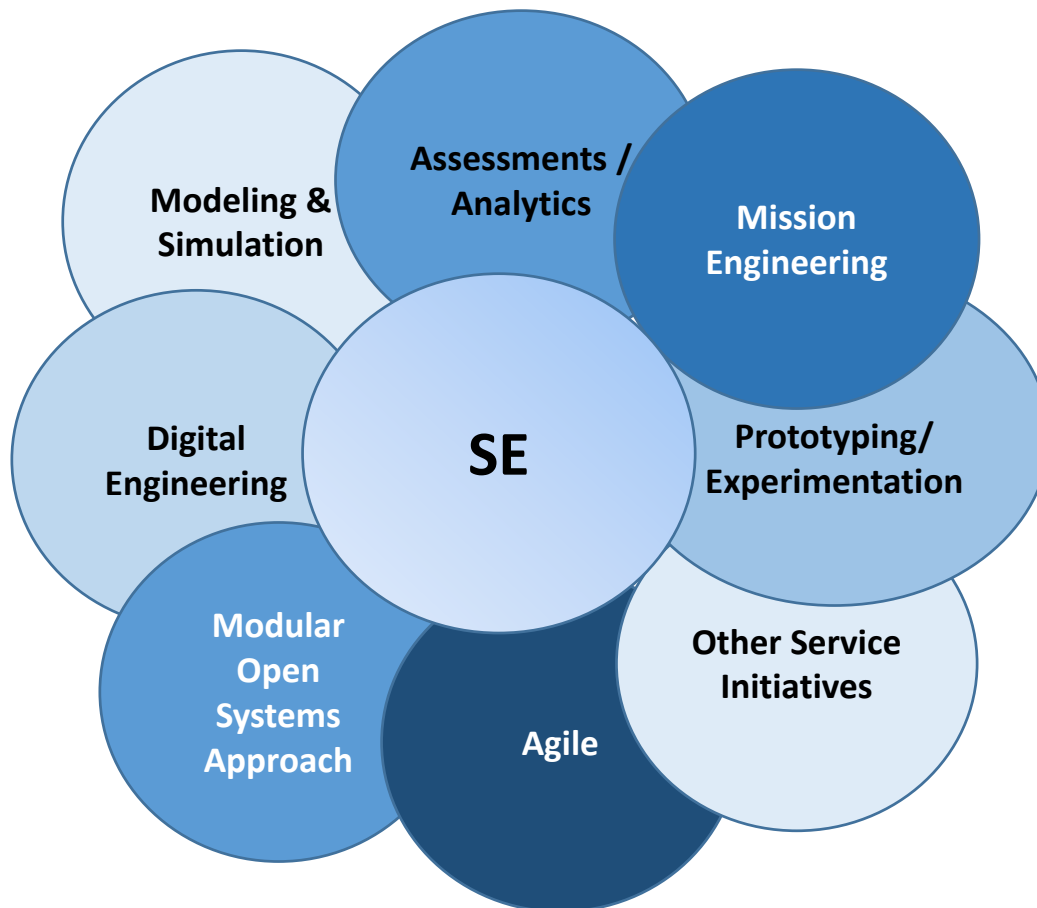 Assessments /
Analytics
Modeling &
Simulation
Mission
Engineering
Digital
Engineering
SE
Prototyping/
Experimentation
Modular
Open
Systems
Approach
Agile
Other Service
Initiatives